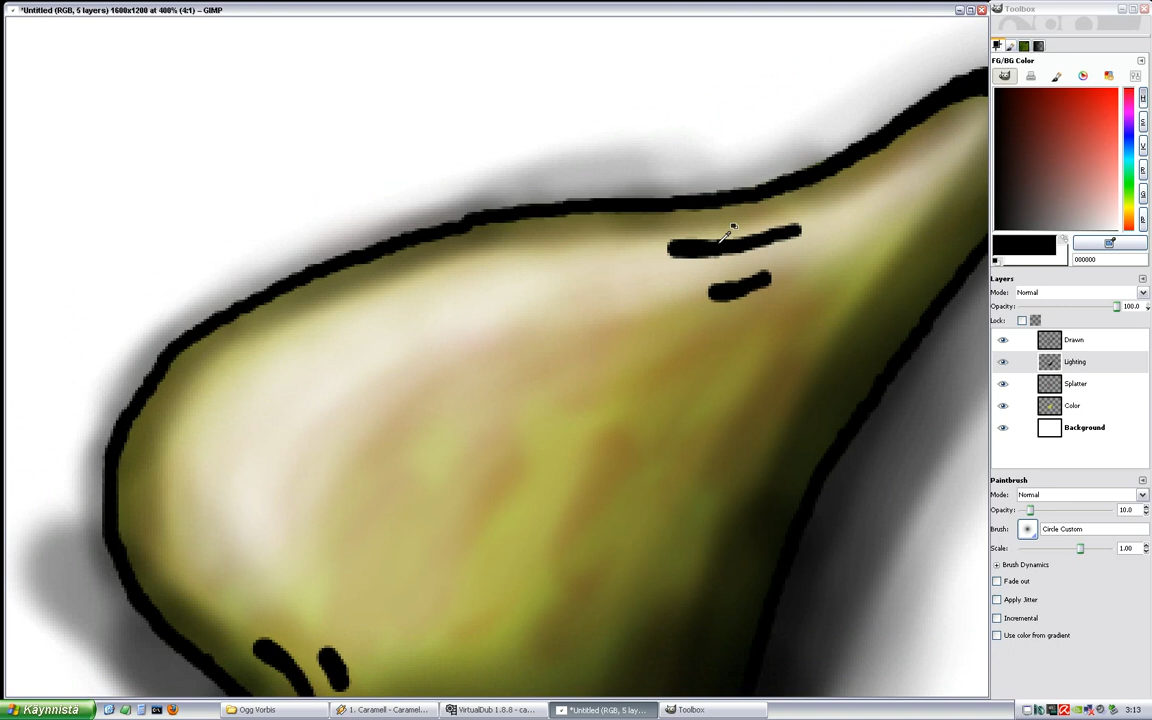 *Untitled (RGB, 5 layers) 1600x1200 at 400% (4:1) – GIMP
Toolbox
FG/BG Color
H
S
V
R
G
000000
Layers
Mode: Normal
Opacity: 100.0
Lock:
Drawn
Lighting
Splatter
Color
Background
Paintbrush
Mode: Normal
Opacity: 10.0
Brush: Circle Custom
Scale: 1.00
Brush Dynamics
Fade out
Apply Jitter
Incremental
Use color from gradient
Käynnistä
Ogg Vorbis
1. Caramell - Caramel...
VirtualDub 1.8.8 - ca...
*Untitled (RGB, 5 lay...
Toolbox
3:13